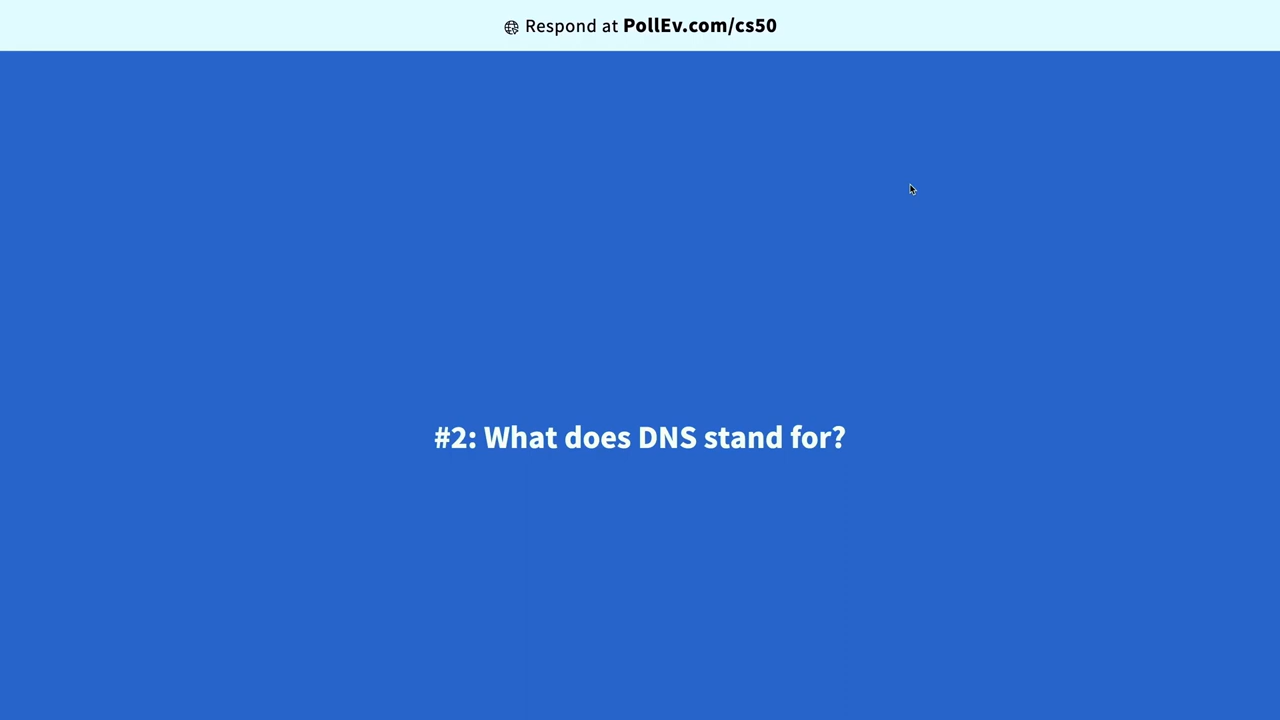 Respond at PollEv.com/cs50
#2: What does DNS stand for?